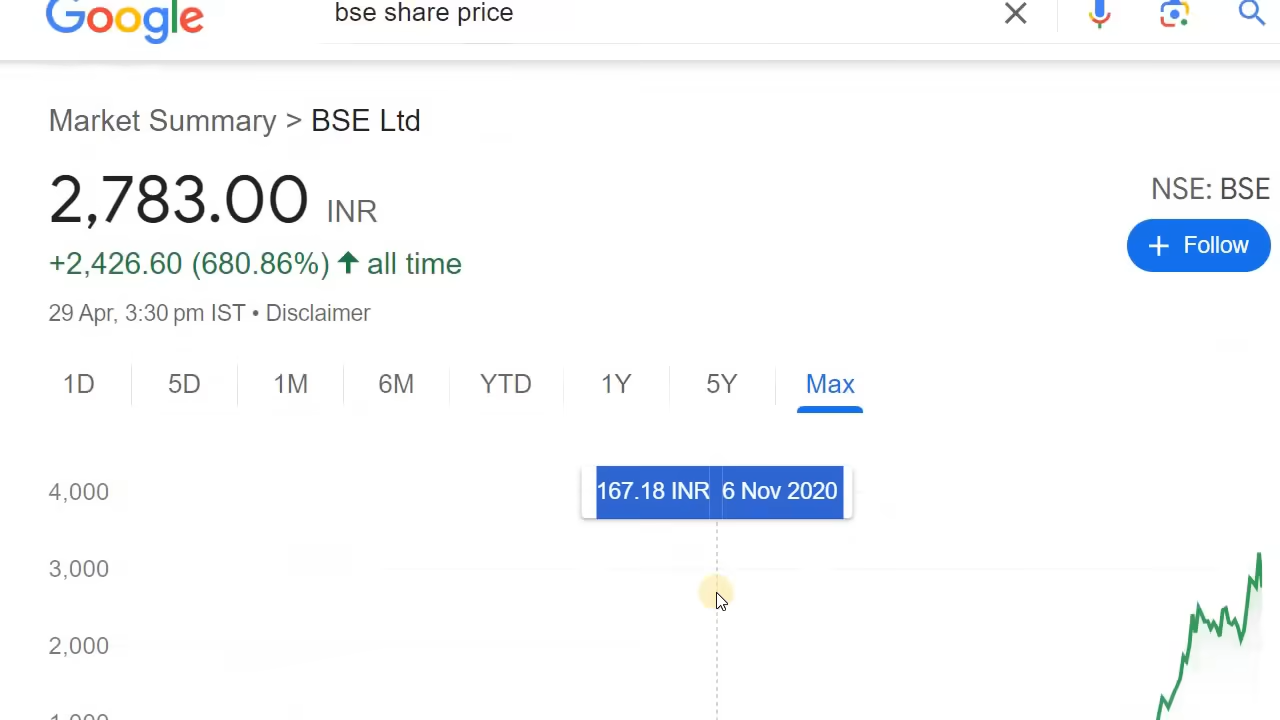 Google
bse share price
Market Summary > BSE Ltd
2,783.00 INR
NSE: BSE
+ Follow
+2,426.60 (680.86%) ↑ all time
29 Apr, 3:30 pm IST • Disclaimer
1D 5D 1M 6M YTD 1Y 5Y Max
167.18 INR 6 Nov 2020
4,000
3,000
2,000
1,000